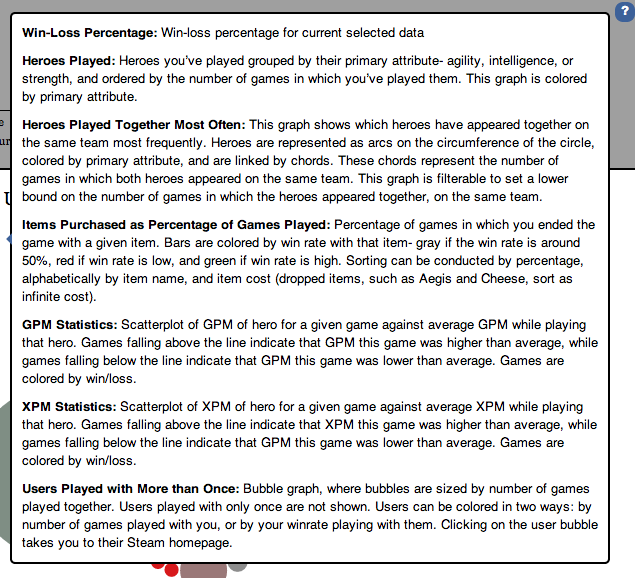 ?
Win-Loss Percentage: Win-loss percentage for current selected data
Heroes Played: Heroes you've played grouped by their primary attribute- agility, intelligence, or
strength, and ordered by the number of games in which you've played them. This graph is colored
by primary attribute.
Heroes Played Together Most Often: This graph shows which heroes have appeared together on
the same team most frequently. Heroes are represented as arcs on the circumference of the circle,
colored by primary attribute, and are linked by chords. These chords represent the number of
games in which both heroes appeared on the same team. This graph is filterable to set a lower
bound on the number of games in which the heroes appeared together, on the same team.
Items Purchased as Percentage of Games Played: Percentage of games in which you ended the
game with a given item. Bars are colored by win rate with that item- gray if the win rate is around
50%, red if win rate is low, and green if win rate is high. Sorting can be conducted by percentage,
alphabetically by item name, and item cost (dropped items, such as Aegis and Cheese, sort as
infinite cost).
GPM Statistics: Scatterplot of GPM of hero for a given game against average GPM while playing
that hero. Games falling above the line indicate that GPM this game was higher than average, while
games falling below the line indicate that GPM this game was lower than average. Games are
colored by win/loss.
XPM Statistics: Scatterplot of XPM of hero for a given game against average XPM while playing
that hero. Games falling above the line indicate that XPM this game was higher than average, while
games falling below the line indicate that GPM this game was lower than average. Games are
colored by win/loss.
Users Played with More than Once: Bubble graph, where bubbles are sized by number of games
played together. Users played with only once are not shown. Users can be colored in two ways: by
number of games played with you, or by your winrate playing with them. Clicking on the user bubble
takes you to their Steam homepage.